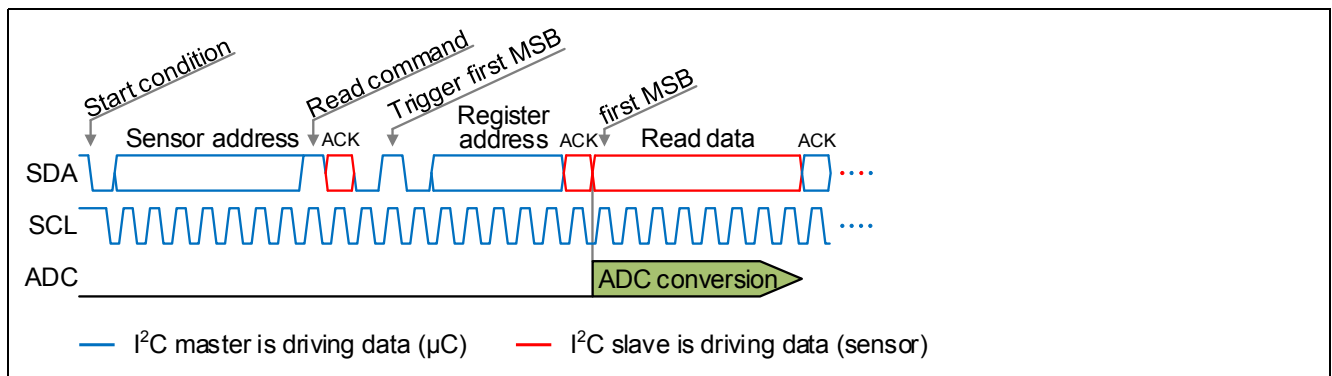 Start condition
Read command
Trigger first MSB
first MSB
Sensor address
ACK
Register
address
ACK
Read data
ACK
SDA
SCL
ADC
ADC conversion
I²C master is driving data (µC)
I²C slave is driving data (sensor)